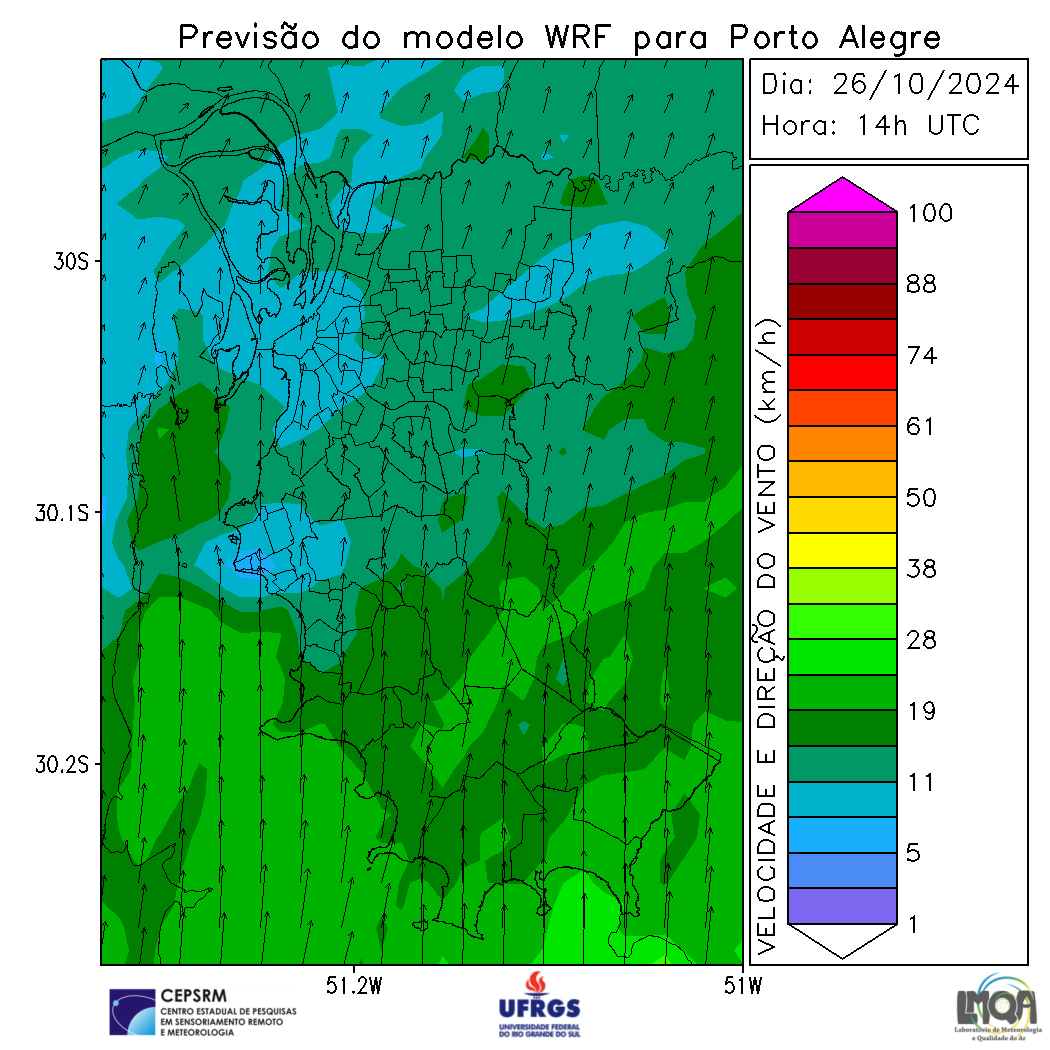 Previsão do modelo WRF para Porto Alegre
Dia: 26/10/2024
Hora: 14h UTC
30S
30.1S
30.2S
51.2W
51W
VELOCIDADE E DIREÇÃO DO VENTO (km/h)
100
88
74
61
50
38
28
19
11
5
1
CEPSRM
CENTRO ESTADUAL DE PESQUISAS
EM SENSORIAMENTO REMOTO
E METEOROLOGIA
UFRGS
UNIVERSIDADE FEDERAL
DO RIO GRANDE DO SUL
LMQA
Laboratório de Meteorologia
e Qualidade do Ar